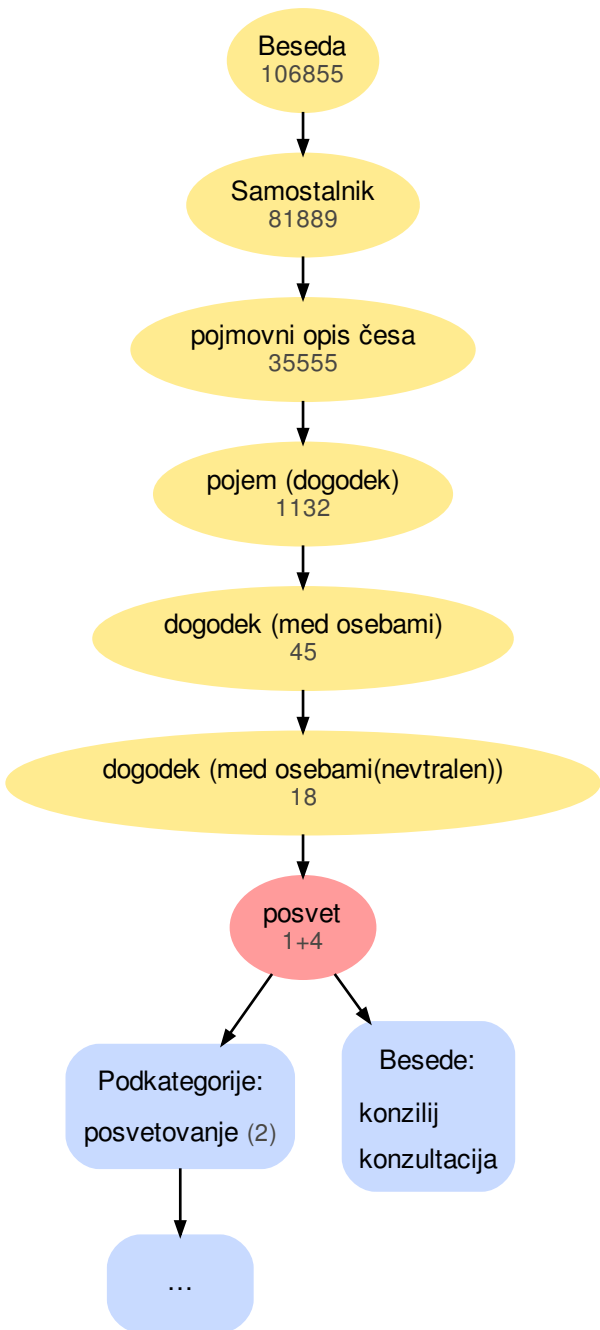 Beseda
106855
Samostalnik
81889
pojmovni opis česa
35555
pojem (dogodek)
1132
dogodek (med osebami)
45
dogodek (med osebami(nevtralen))
18
posvet
1+4
Podkategorije:
posvetovanje (2)
Besede:
konzilij
konzultacija
…